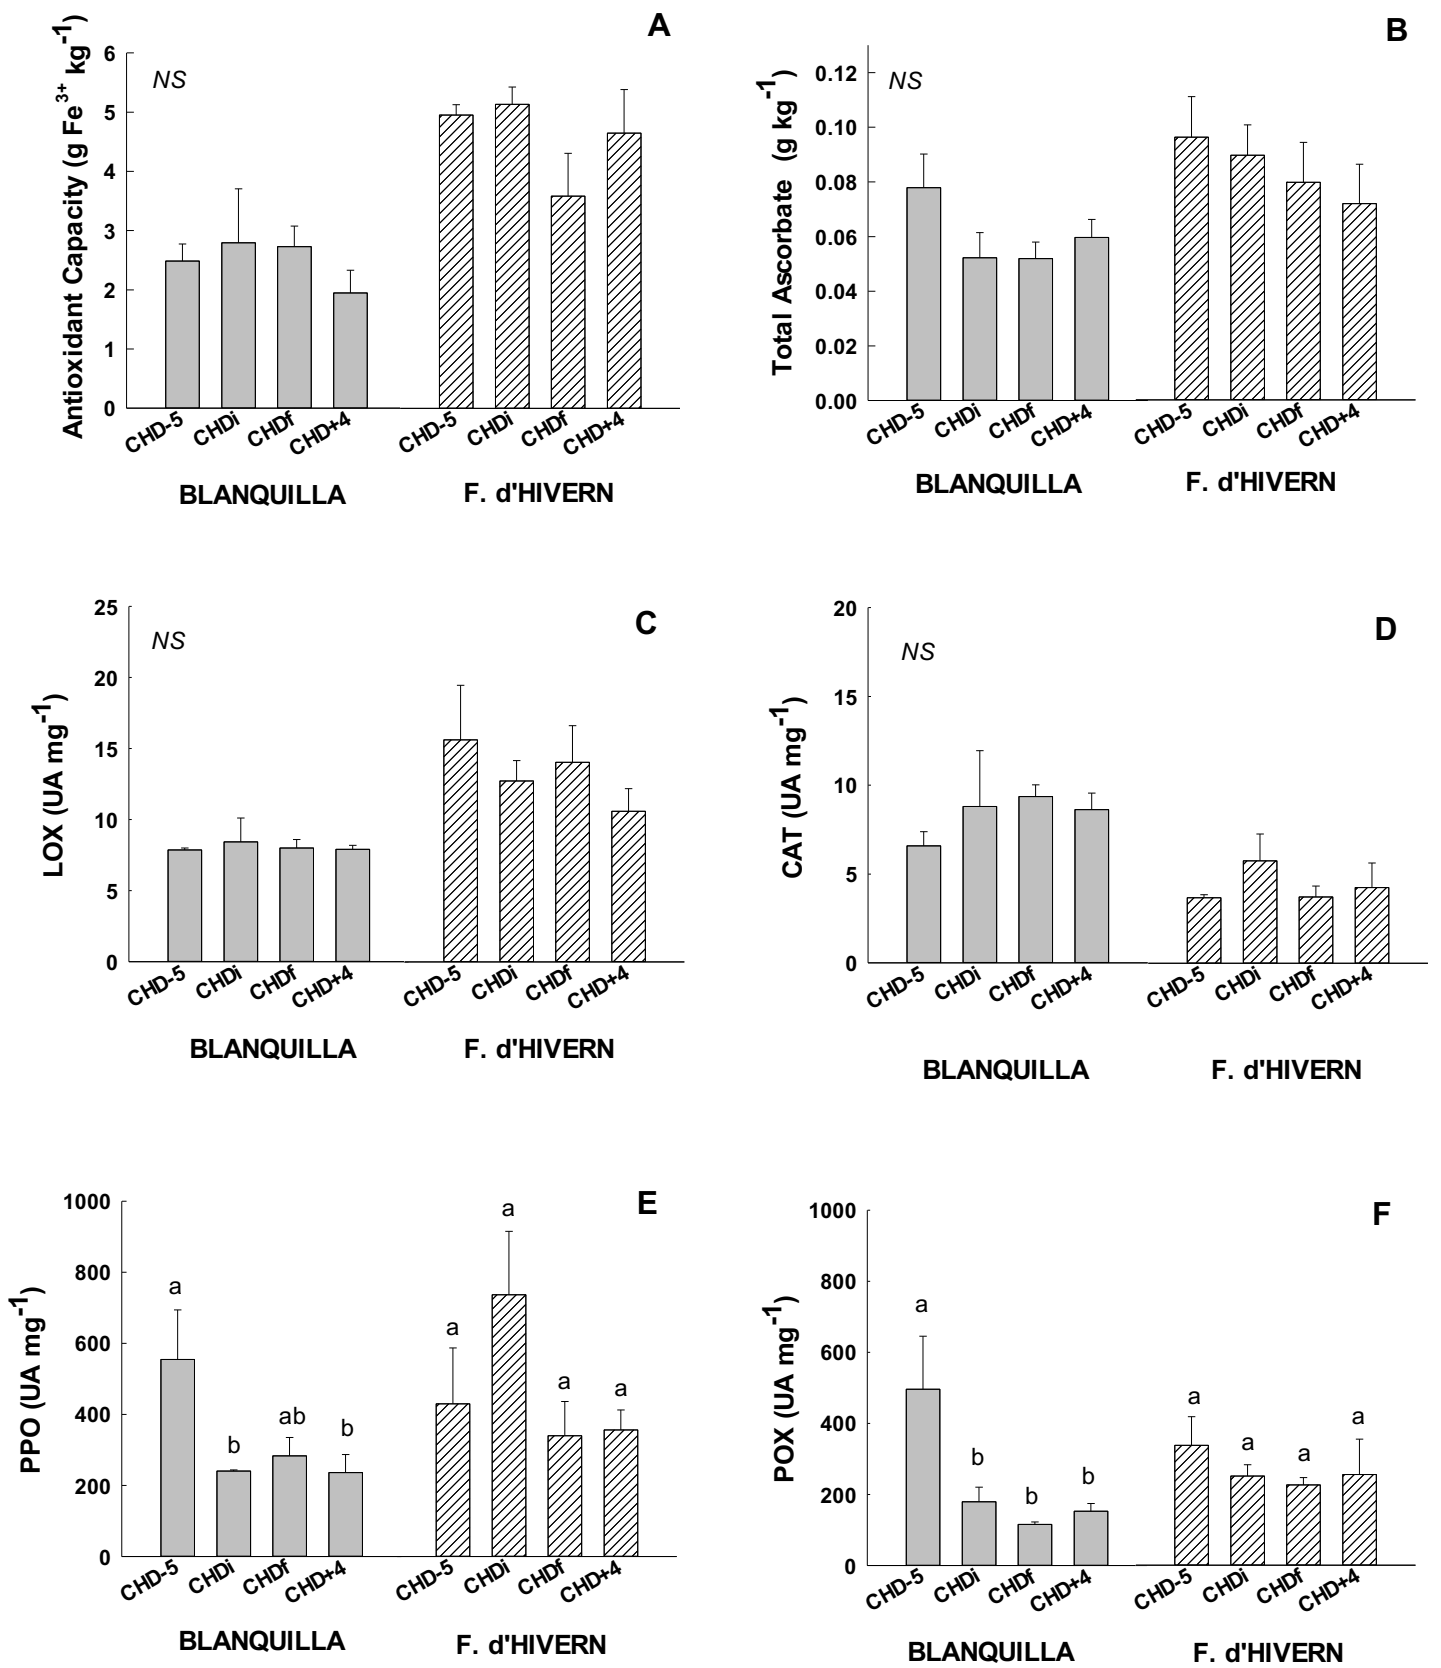 A
Antioxidant Capacity (g Fe3+ kg-1)
6
5
4
3
2
1
0
NS
CHD-5 CHDi CHDf CHD+4 CHD-5 CHDi CHDf CHD+4
BLANQUILLA F. d'HIVERN
B
Total Ascorbate (g kg-1)
0.12
0.10
0.08
0.06
0.04
0.02
0.00
NS
CHD-5 CHDi CHDf CHD+4 CHD-5 CHDi CHDf CHD+4
BLANQUILLA F. d'HIVERN
C
LOX (UA mg-1)
25
20
15
10
5
0
NS
CHD-5 CHDi CHDf CHD+4 CHD-5 CHDi CHDf CHD+4
BLANQUILLA F. d'HIVERN
D
CAT (UA mg-1)
20
15
10
5
0
NS
CHD-5 CHDi CHDf CHD+4 CHD-5 CHDi CHDf CHD+4
BLANQUILLA F. d'HIVERN
E
PPO (UA mg-1)
1000
800
600
400
200
0
a b ab b a a a a
CHD-5 CHDi CHDf CHD+4 CHD-5 CHDi CHDf CHD+4
BLANQUILLA F. d'HIVERN
F
POX (UA mg-1)
1000
800
600
400
200
0
a b b b a a a a
CHD-5 CHDi CHDf CHD+4 CHD-5 CHDi CHDf CHD+4
BLANQUILLA F. d'HIVERN